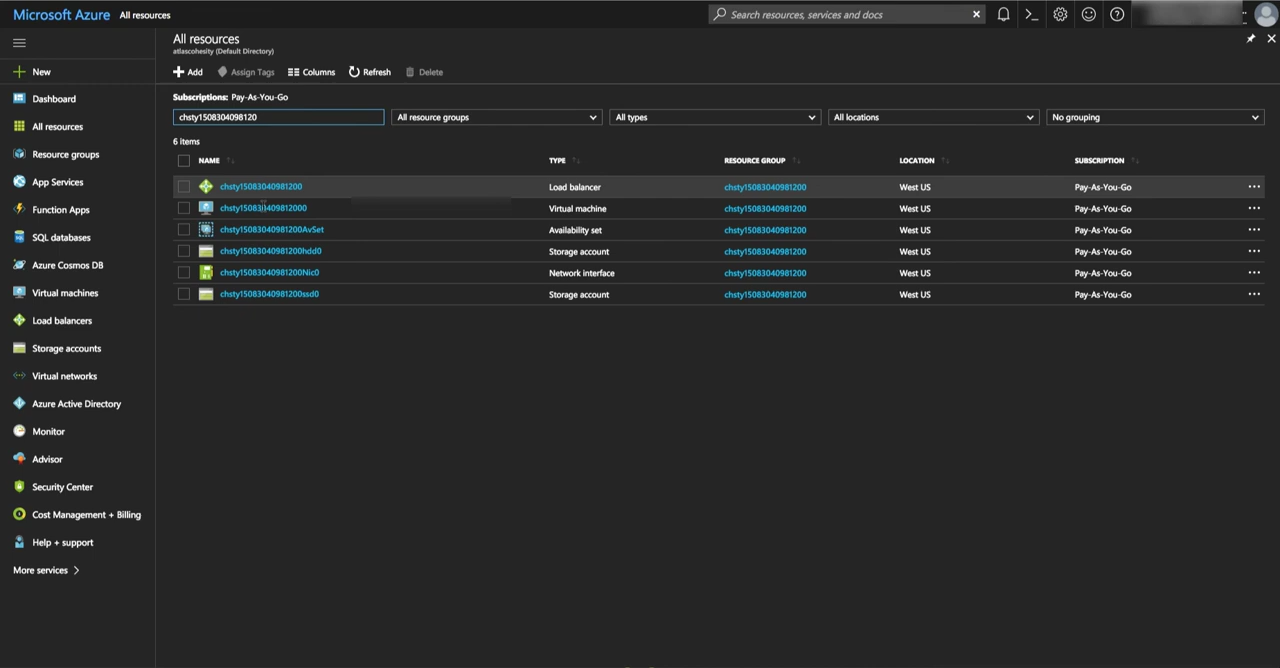 Microsoft Azure All resources
Search resources, services and docs
All resources
atlascohesity (Default Directory)
New
Dashboard
All resources
Resource groups
App Services
Function Apps
SQL databases
Azure Cosmos DB
Virtual machines
Load balancers
Storage accounts
Virtual networks
Azure Active Directory
Monitor
Advisor
Security Center
Cost Management + Billing
Help + support
More services
Add Assign Tags Columns Refresh Delete
Subscriptions: Pay-As-You-Go
chsty1508304098120 All resource groups All types All locations No grouping
6 items
NAME TYPE RESOURCE GROUP LOCATION SUBSCRIPTION
chsty15083040981200 Load balancer chsty15083040981200 West US Pay-As-You-Go
chsty150830409812000 Virtual machine chsty15083040981200 West US Pay-As-You-Go
chsty15083040981200AvSet Availability set chsty15083040981200 West US Pay-As-You-Go
chsty15083040981200hdd0 Storage account chsty15083040981200 West US Pay-As-You-Go
chsty15083040981200Nic0 Network interface chsty15083040981200 West US Pay-As-You-Go
chsty15083040981200ssd0 Storage account chsty15083040981200 West US Pay-As-You-Go